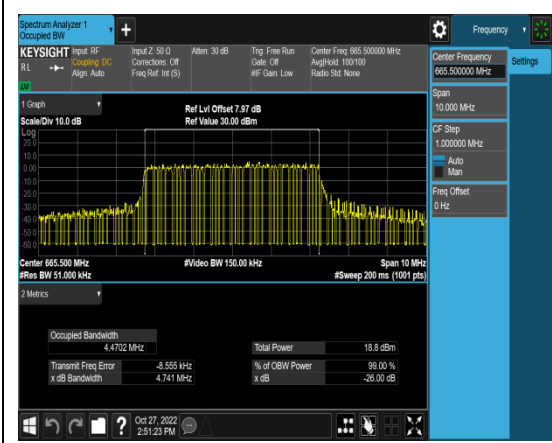 Spectrum Analyzer 1
Occupied BW
Frequency
KEYSIGHT
RL
Input: RF
Coupling: DC
Align: Auto
Input Z: 50 Ω
Corrections: Off
Freq Ref: Int (S)
Atten: 30 dB
Trig: Free Run
Gate: Off
#IF Gain: Low
Center Freq: 665.500000 MHz
Avg|Hold: 100/100
Radio Std: None
Center Frequency
665.500000 MHz
Settings
Span
10.000 MHz
CF Step
1.000000 MHz
Auto
Man
Freq Offset
0 Hz
1 Graph
Scale/Div 10.0 dB
Ref Lvl Offset 7.97 dB
Ref Value 30.00 dBm
Log
20.0
10.0
0.00
-10.0
-20.0
-30.0
-40.0
-50.0
-60.0
Center 665.500 MHz
#Res BW 51.000 kHz
#Video BW 150.00 kHz
Span 10 MHz
#Sweep 200 ms (1001 pts)
2 Metrics
Occupied Bandwidth
4.4702 MHz
Total Power 18.8 dBm
Transmit Freq Error -8.555 kHz
% of OBW Power 99.00 %
x dB Bandwidth 4.741 MHz
x dB -26.00 dB
?
Oct 27, 2022
2:51:23 PM